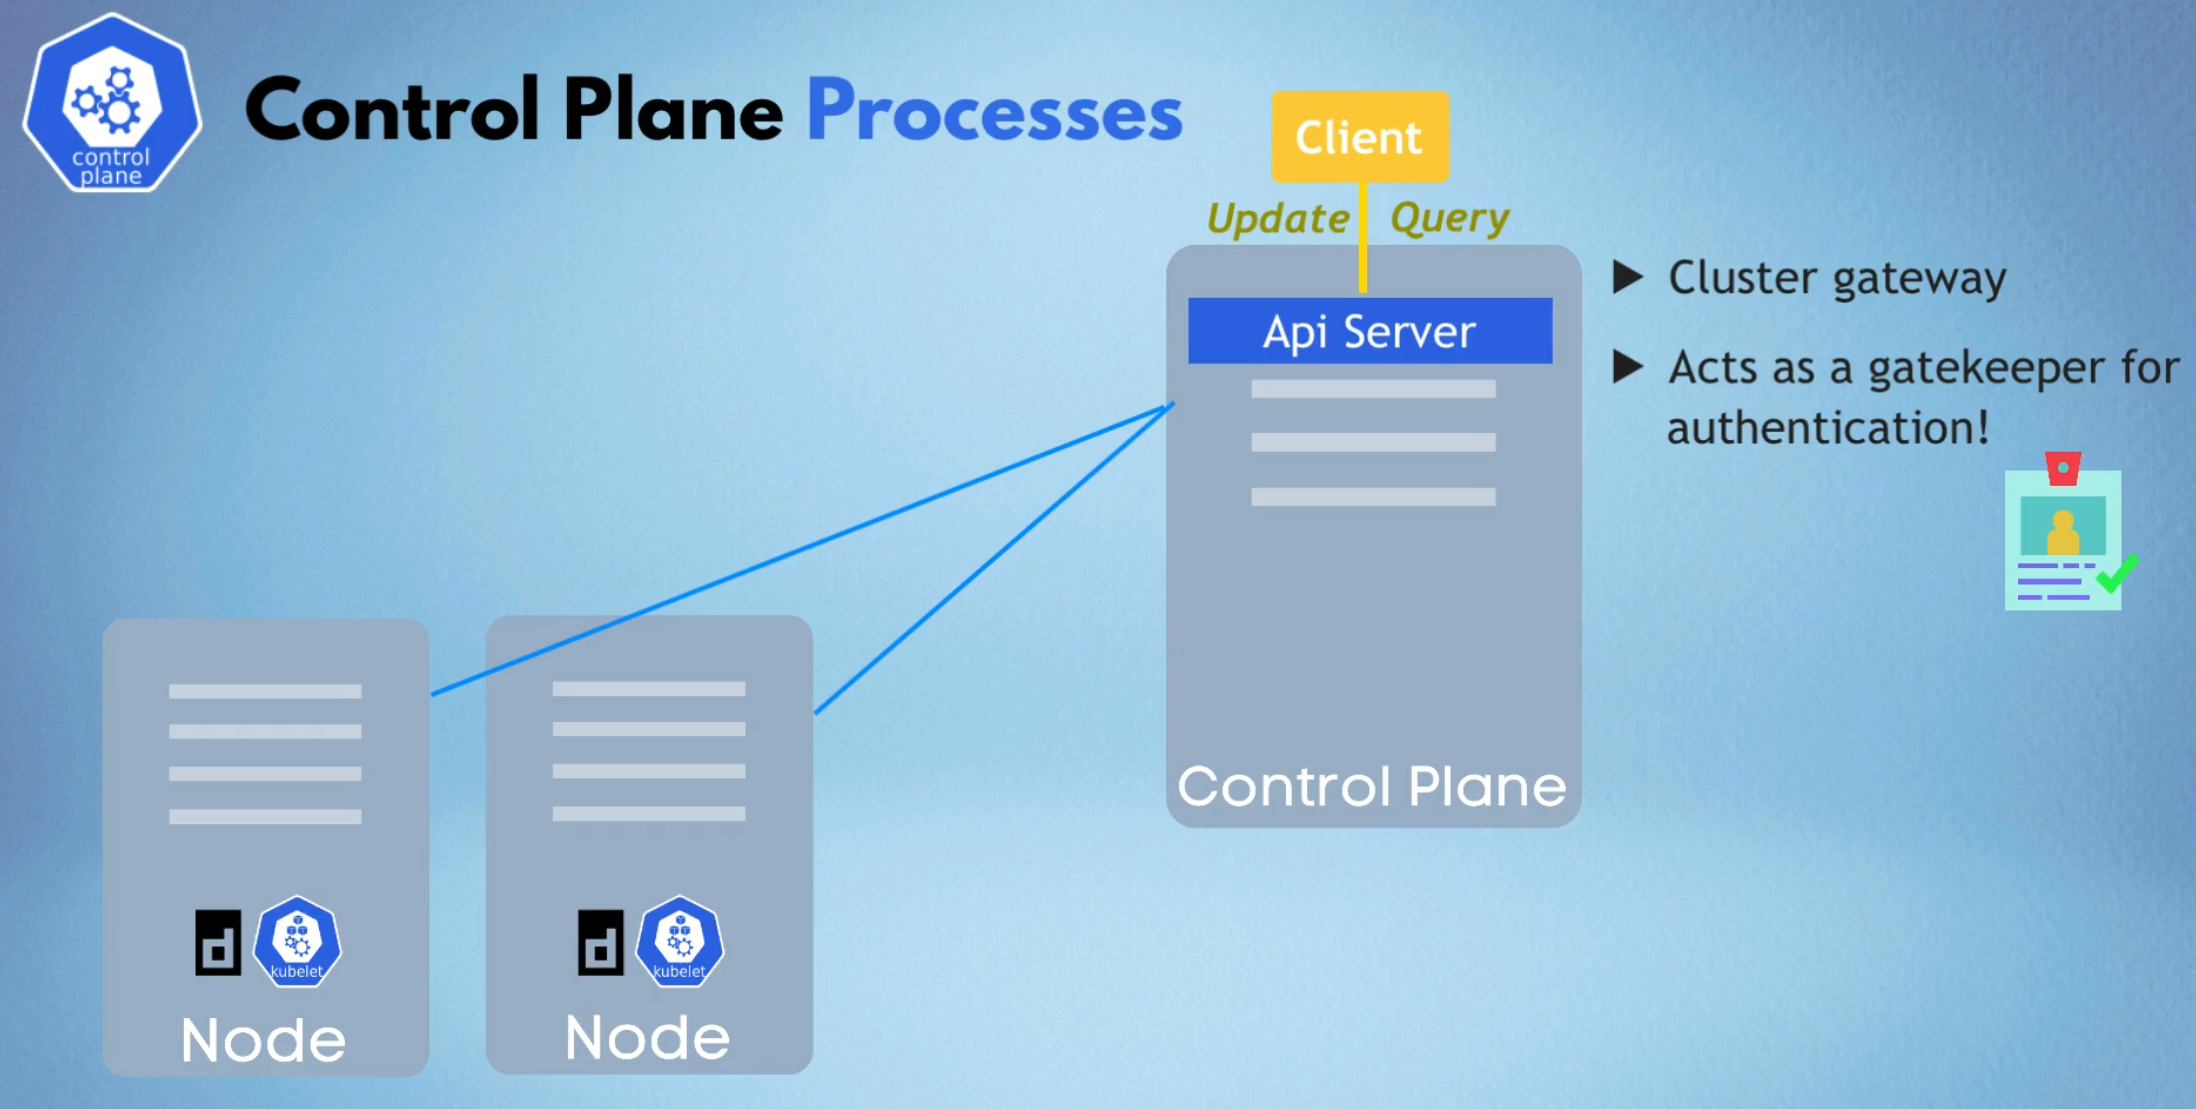 control
plane
Control Plane Processes
Client
Update Query
Api Server
Cluster gateway
Acts as a gatekeeper for
authentication!
Control Plane
d
kubelet
Node
d
kubelet
Node